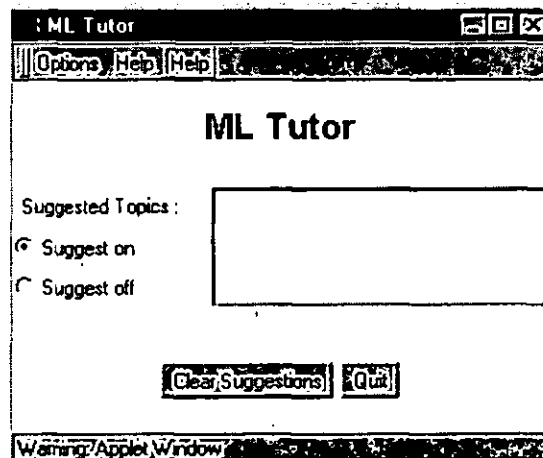 ML Tutor
Options Help Help
ML Tutor
Suggested Topics :
Suggest on
Suggest off
Clear Suggestions Quit
Warning: Applet Window